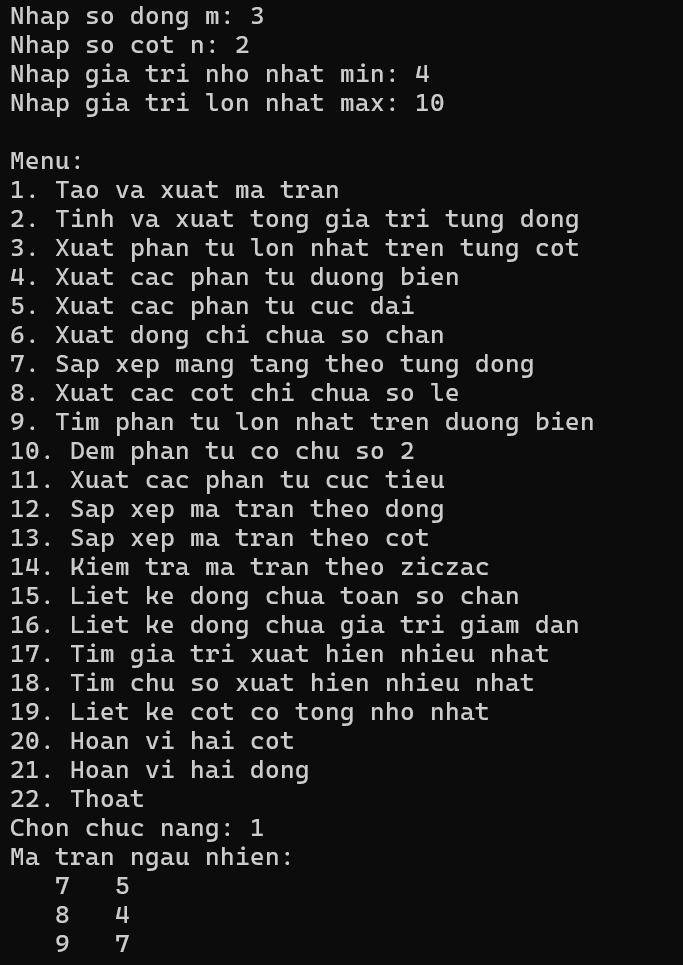 Nhap so dong m: 3
Nhap so cot n: 2
Nhap gia tri nho nhat min: 4
Nhap gia tri lon nhat max: 10
Menu:
1. Tao va xuat ma tran
2. Tinh va xuat tong gia tri tung dong
3. Xuat phan tu lon nhat tren tung cot
4. Xuat cac phan tu duong bien
5. Xuat cac phan tu cuc dai
6. Xuat dong chi chua so chan
7. Sap xep mang tang theo tung dong
8. Xuat cac cot chi chua so le
9. Tim phan tu lon nhat tren duong bien
10. Dem phan tu co chu so 2
11. Xuat cac phan tu cuc tieu
12. Sap xep ma tran theo dong
13. Sap xep ma tran theo cot
14. Kiem tra ma tran theo ziczac
15. Liet ke dong chua toan so chan
16. Liet ke dong chua gia tri giam dan
17. Tim gia tri xuat hien nhieu nhat
18. Tim chu so xuat hien nhieu nhat
19. Liet ke cot co tong nho nhat
20. Hoan vi hai cot
21. Hoan vi hai dong
22. Thoat
Chon chuc nang: 1
Ma tran ngau nhien:
   7   5
   8   4
   9   7